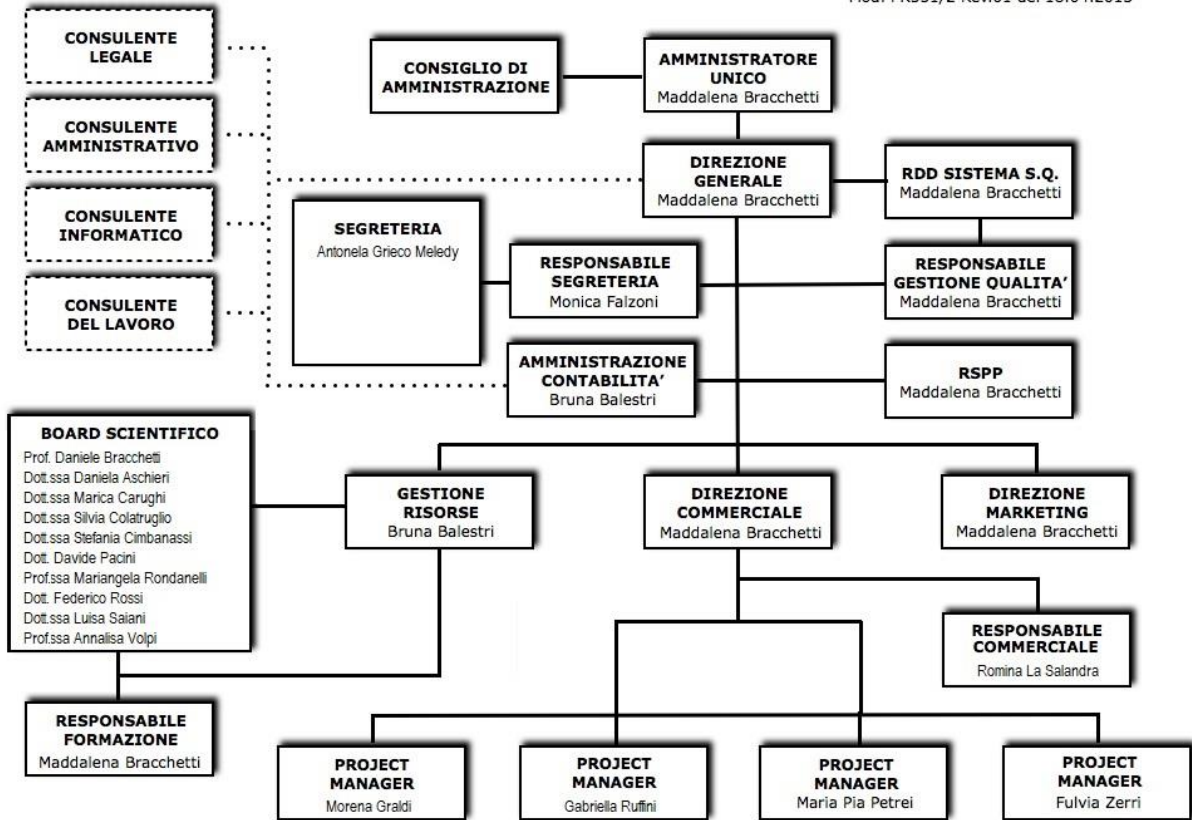 CONSULENTE
LEGALE
CONSULENTE
AMMINISTRATIVO
CONSULENTE
INFORMATICO
CONSULENTE
DEL LAVORO
CONSIGLIO DI
AMMINISTRAZIONE
AMMINISTRATORE
UNICO
Maddalena Bracchetti
DIREZIONE
GENERALE
Maddalena Bracchetti
RDD SISTEMA S.Q.
Maddalena Bracchetti
SEGRETERIA
Antonela Grieco Meledy
RESPONSABILE
SEGRETERIA
Monica Falzoni
RESPONSABILE
GESTIONE QUALITA’
Maddalena Bracchetti
AMMINISTRAZIONE
CONTABILITA’
Bruna Balestri
RSPP
Maddalena Bracchetti
BOARD SCIENTIFICO
Prof. Daniele Bracchetti
Dott.ssa Daniela Aschieri
Dott.ssa Marica Carughi
Dott.ssa Silvia Colatruglio
Dott.ssa Stefania Cimbanassi
Dott. Davide Pacini
Prof.ssa Mariangela Rondanelli
Dott. Federico Rossi
Dott.ssa Luisa Saiani
Prof.ssa Annalisa Volpi
GESTIONE
RISORSE
Bruna Balestri
DIREZIONE
COMMERCIALE
Maddalena Bracchetti
DIREZIONE
MARKETING
Maddalena Bracchetti
RESPONSABILE
COMMERCIALE
Romina La Salandra
RESPONSABILE
FORMAZIONE
Maddalena Bracchetti
PROJECT
MANAGER
Morena Graldi
PROJECT
MANAGER
Gabriella Ruffini
PROJECT
MANAGER
Maria Pia Petrei
PROJECT
MANAGER
Fulvia Zerri